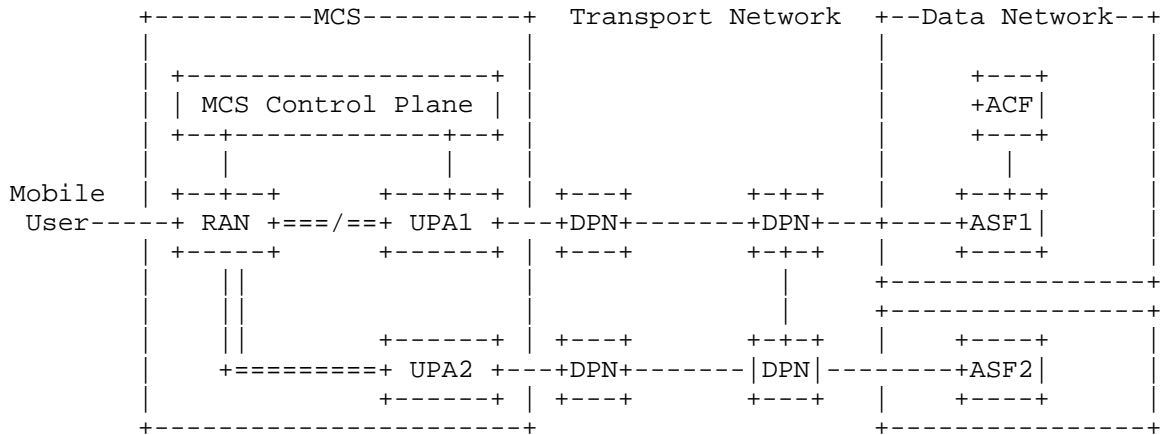 MCS Transport Network Data Network
MCS Control Plane ACF
Mobile
User RAN UPA1 DPN DPN ASF1
UPA2 DPN DPN ASF2